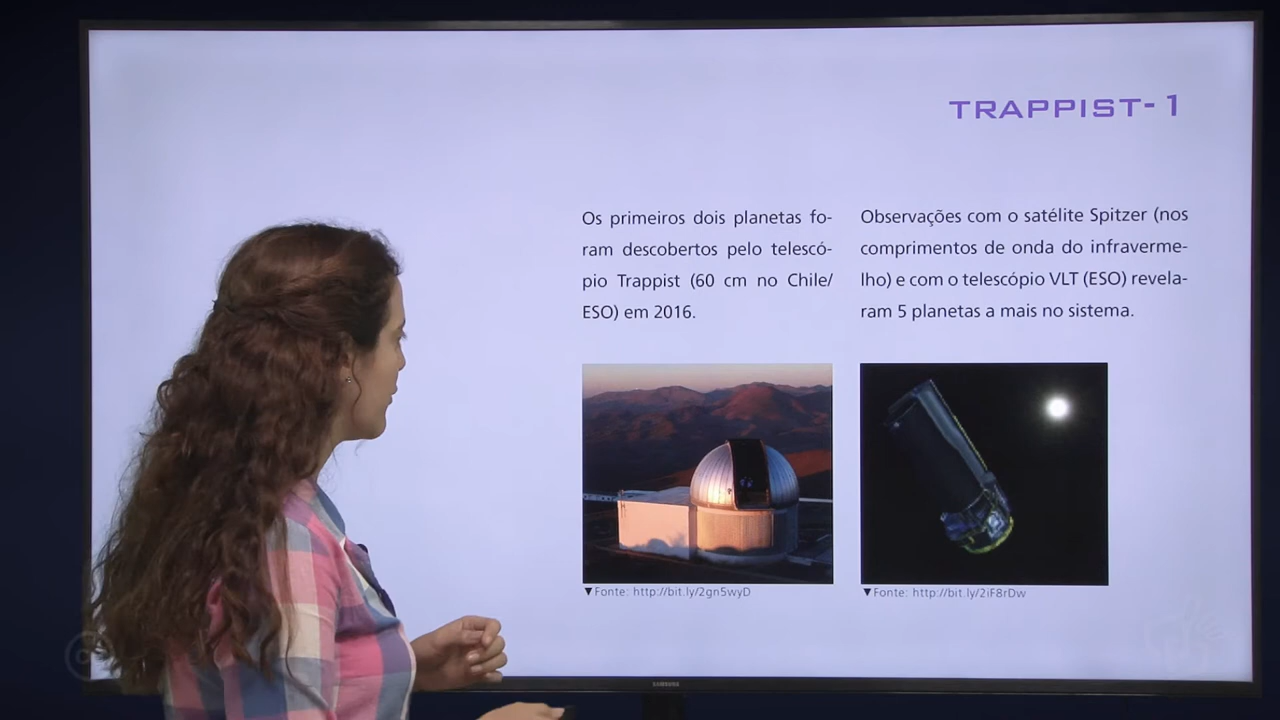 TRAPPIST-1
Os primeiros dois planetas fo-
ram descobertos pelo telescó-
pio Trappist (60 cm no Chile/
ESO) em 2016.
Observações com o satélite Spitzer (nos
comprimentos de onda do infraverme-
lho) e com o telescópio VLT (ESO) revela-
ram 5 planetas a mais no sistema.
▼Fonte: http://bit.ly/2gn5wyD
▼Fonte: http://bit.ly/2iF8rDw
SAMSUNG